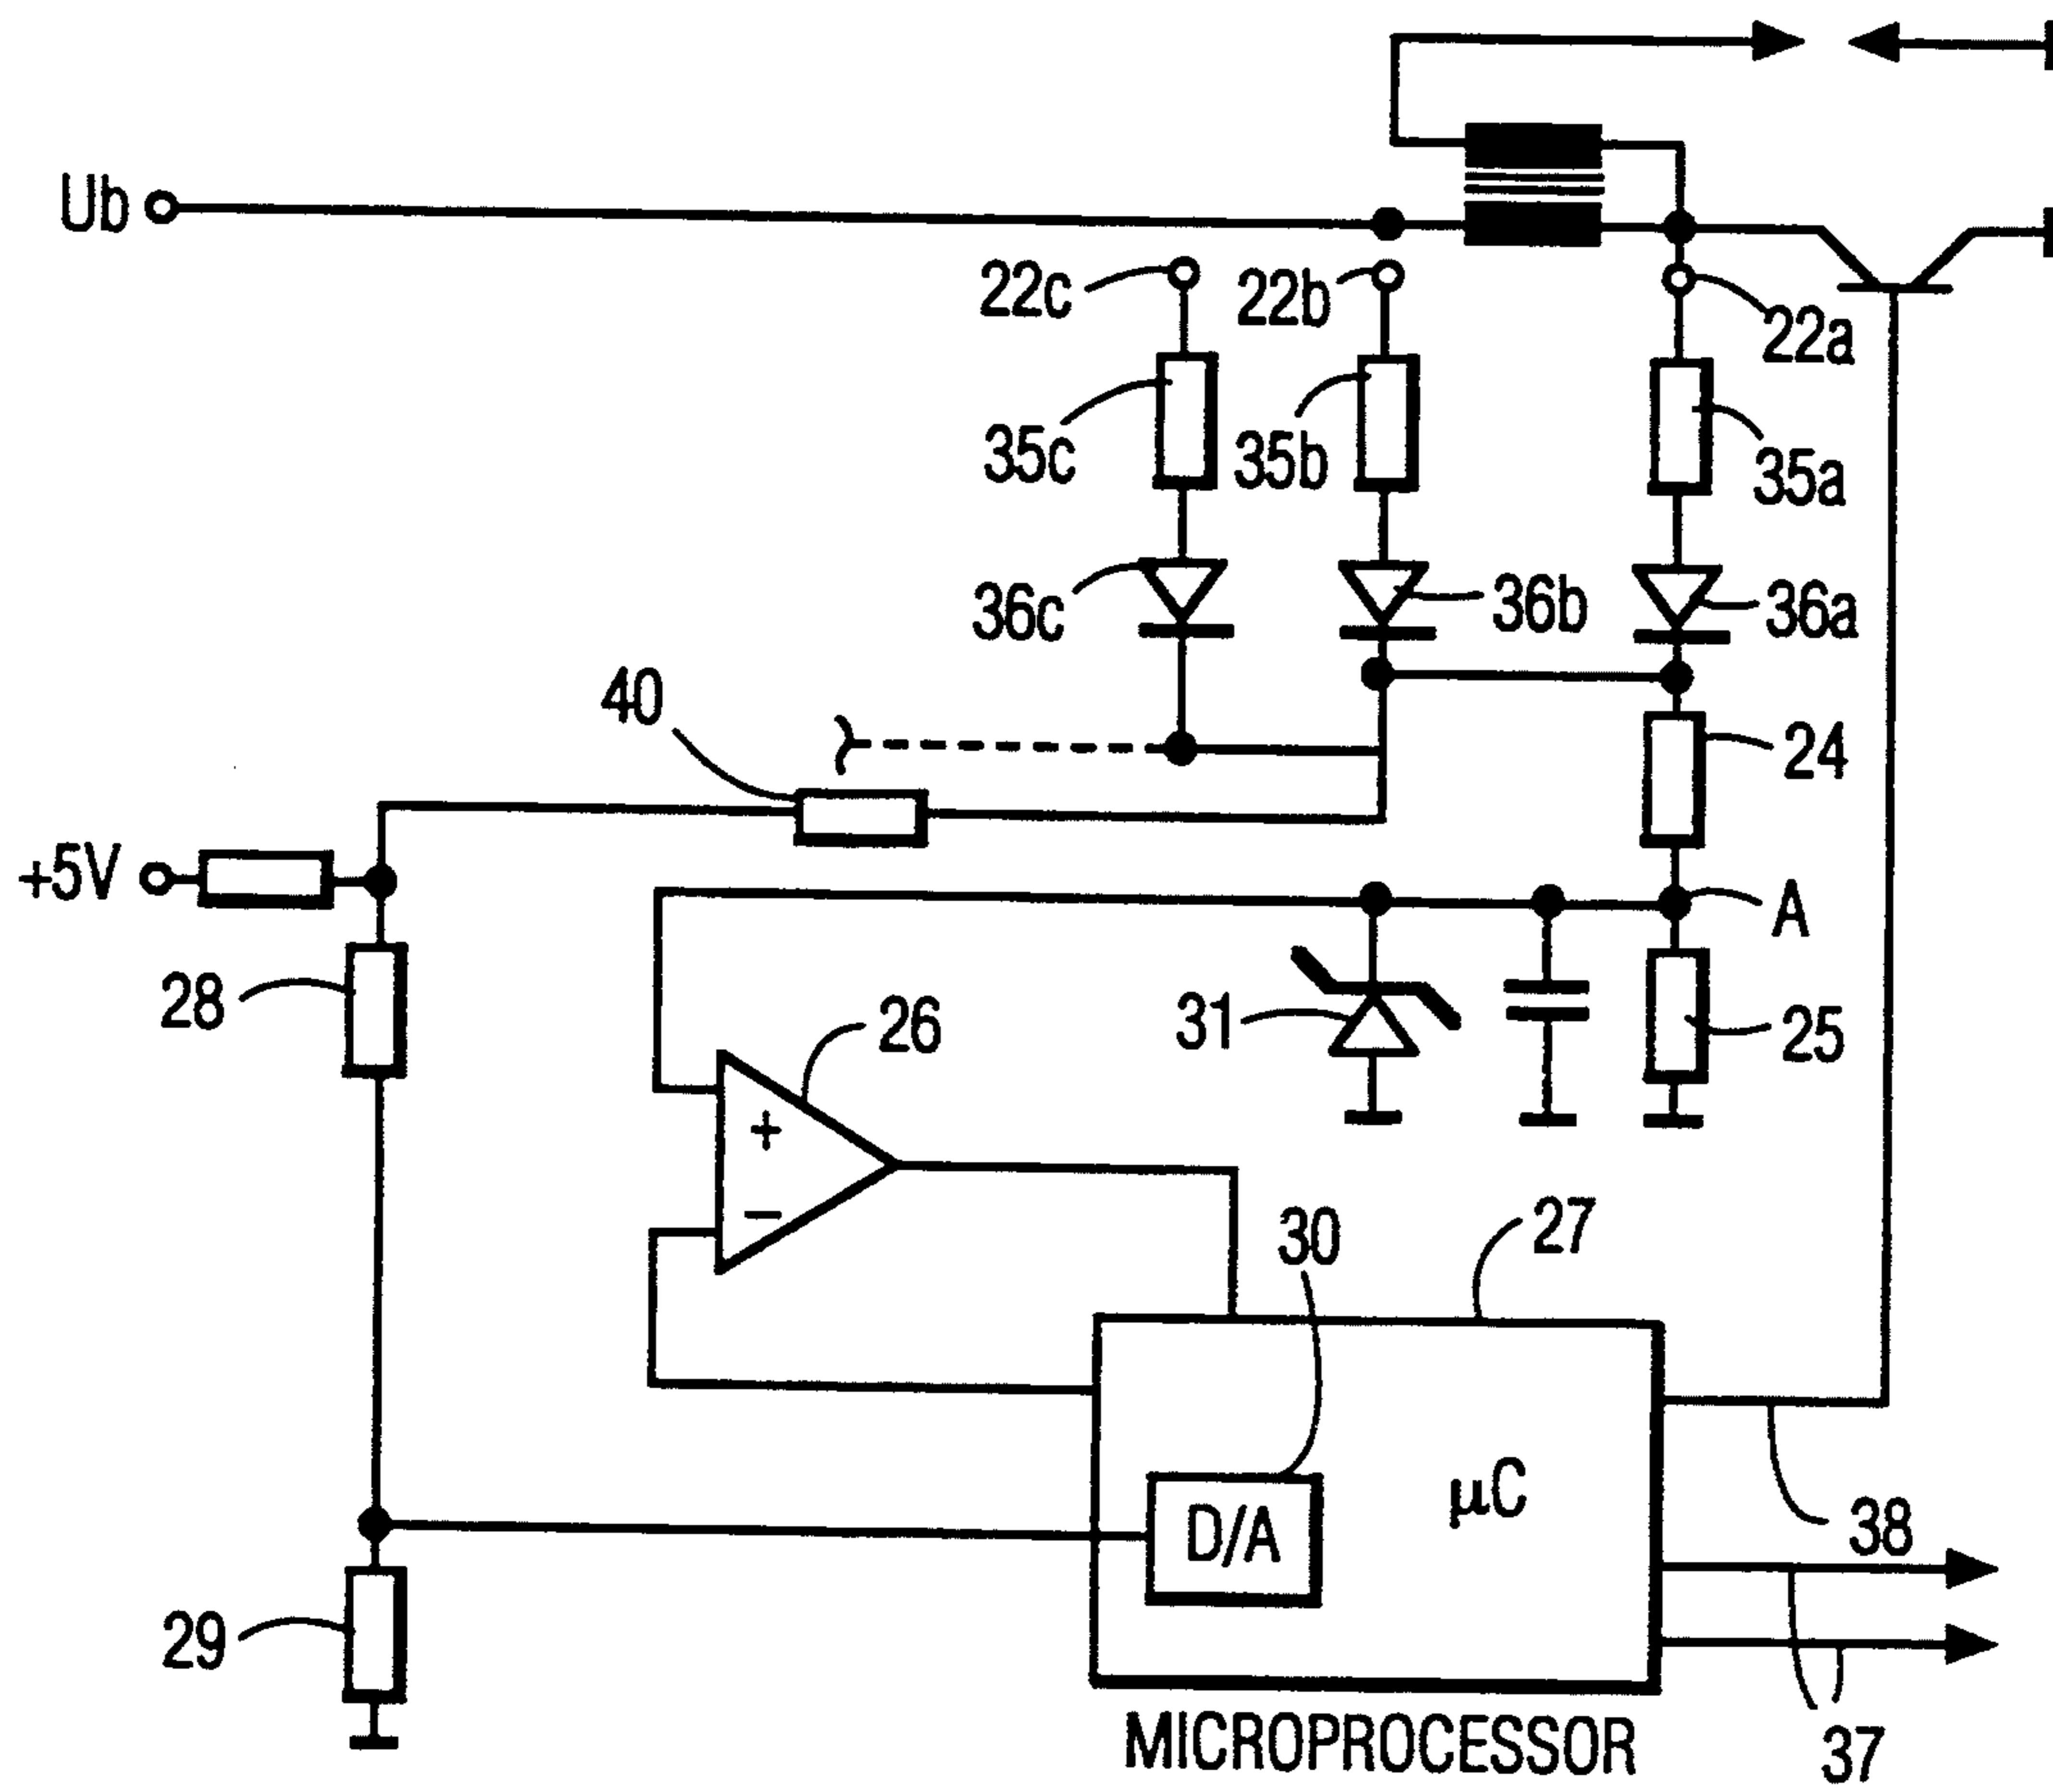 Ub
22c
22b
22a
35c
35b
35a
36c
36b
36a
40
24
+5V
A
28
31
25
26
+
−
30
27
D/A
µC
38
29
MICROPROCESSOR
37